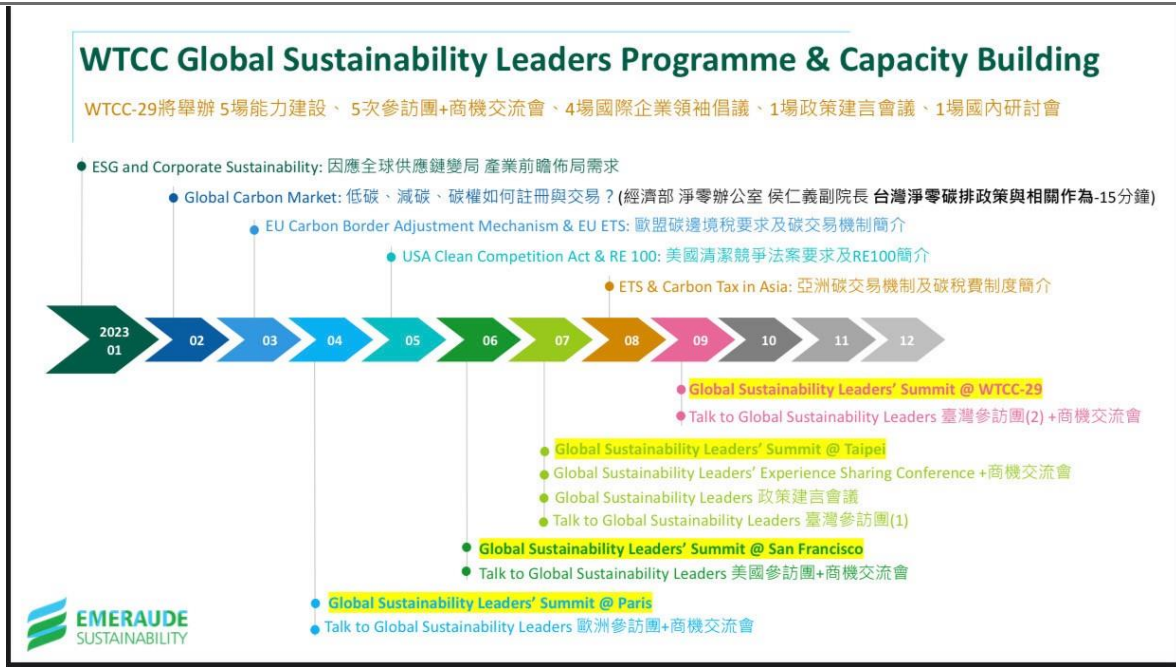 WTCC Global Sustainability Leaders Programme & Capacity Building
WTCC-29將舉辦 5場能力建設、 5次參訪團+商機交流會、4場國際企業領袖倡議、1場政策建言會議、1場國內研討會
ESG and Corporate Sustainability: 因應全球供應鏈變局 產業前瞻佈局需求
Global Carbon Market: 低碳、減碳、碳權如何註冊與交易？(經濟部 淨零辦公室 侯仁義副院長 台灣淨零碳排政策與相關作為-15分鐘)
EU Carbon Border Adjustment Mechanism & EU ETS: 歐盟碳邊境稅要求及碳交易機制簡介
USA Clean Competition Act & RE 100: 美國清潔競爭法案要求及RE100簡介
ETS & Carbon Tax in Asia: 亞洲碳交易機制及碳稅費制度簡介
2023
01
02
03
04
05
06
07
08
09
10
11
12
Global Sustainability Leaders' Summit @ WTCC-29
Talk to Global Sustainability Leaders 臺灣參訪團(2) +商機交流會
Global Sustainability Leaders' Summit @ Taipei
Global Sustainability Leaders' Experience Sharing Conference +商機交流會
Global Sustainability Leaders 政策建言會議
Talk to Global Sustainability Leaders 臺灣參訪團(1)
Global Sustainability Leaders' Summit @ San Francisco
Talk to Global Sustainability Leaders 美國參訪團+商機交流會
Global Sustainability Leaders' Summit @ Paris
Talk to Global Sustainability Leaders 歐洲參訪團+商機交流會
EMERAUDE
SUSTAINABILITY